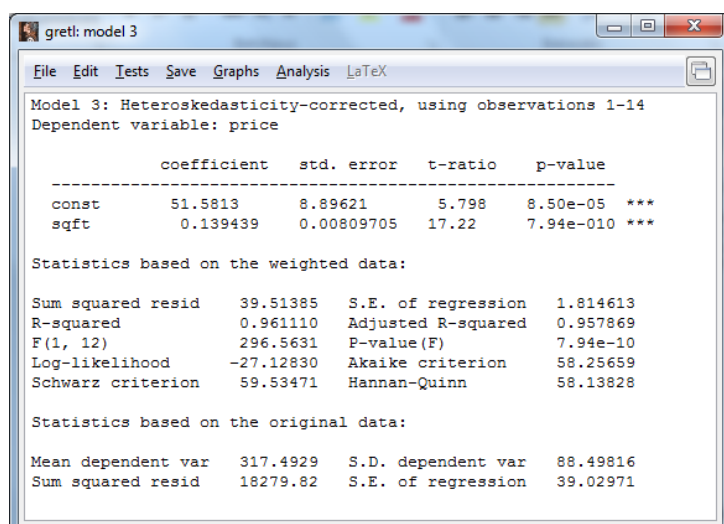 gretl: model 3
File Edit Tests Save Graphs Analysis LaTeX
Model 3: Heteroskedasticity-corrected, using observations 1-14
Dependent variable: price
coefficient std. error t-ratio p-value
------------------------------------------------------------
const 51.5813 8.89621 5.798 8.50e-05 ***
sqft 0.139439 0.00809705 17.22 7.94e-010 ***
Statistics based on the weighted data:
Sum squared resid 39.51385 S.E. of regression 1.814613
R-squared 0.961110 Adjusted R-squared 0.957869
F(1, 12) 296.5631 P-value(F) 7.94e-10
Log-likelihood -27.12830 Akaike criterion 58.25659
Schwarz criterion 59.53471 Hannan-Quinn 58.13828
Statistics based on the original data:
Mean dependent var 317.4929 S.D. dependent var 88.49816
Sum squared resid 18279.82 S.E. of regression 39.02971